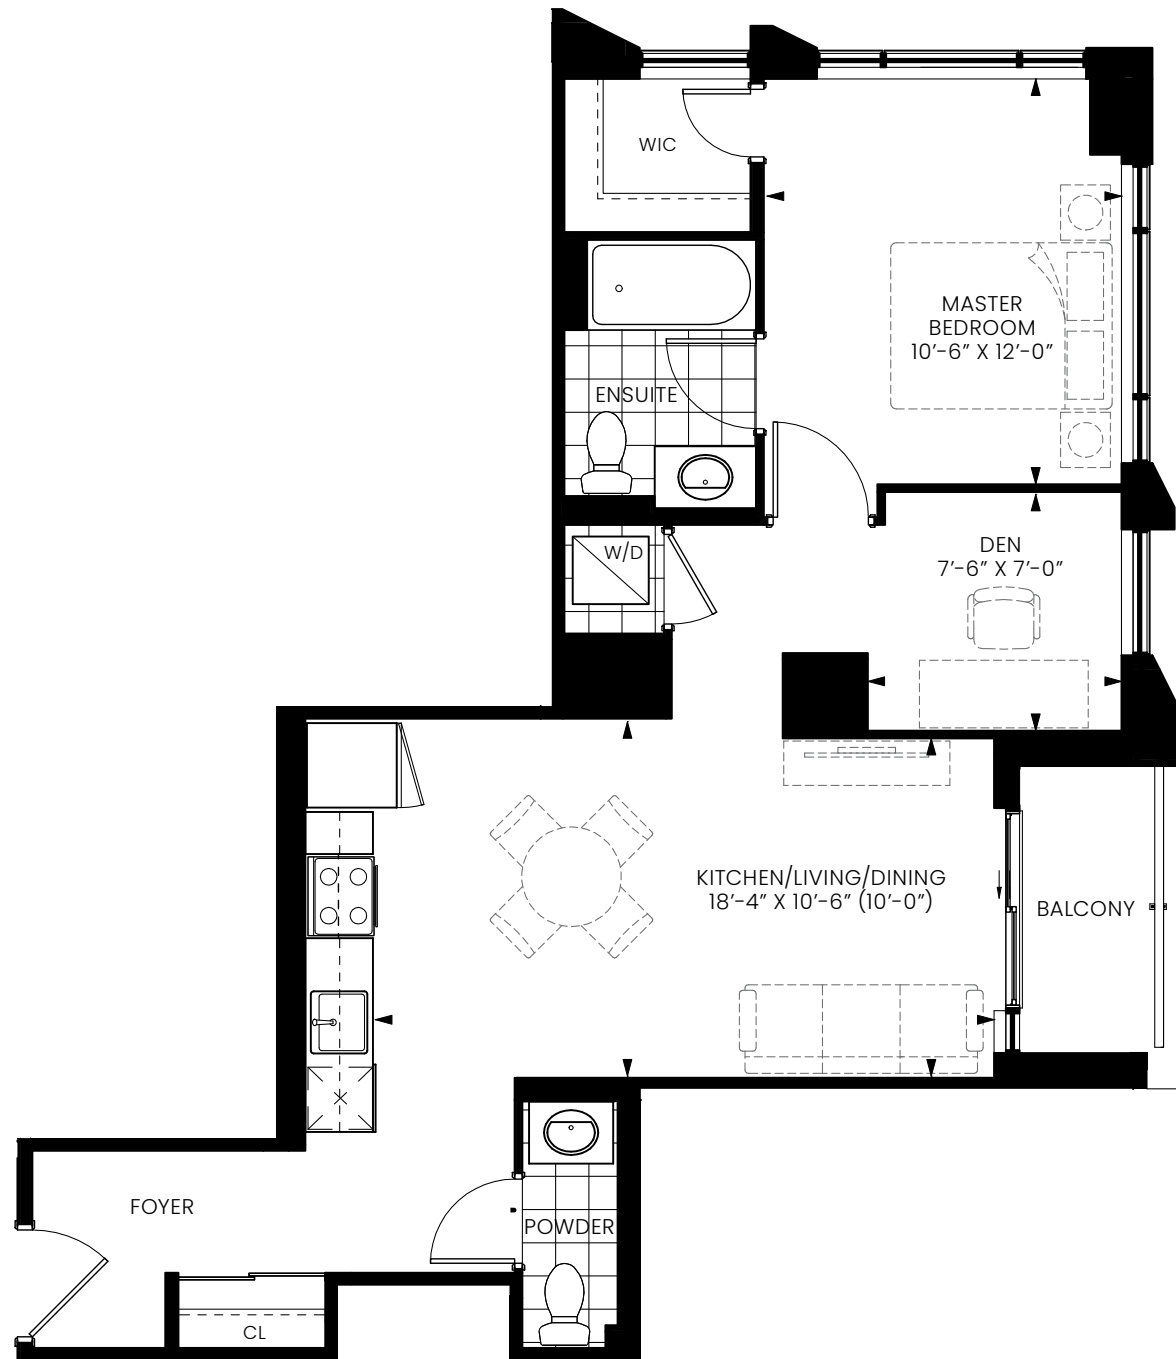 WIC
MASTER
BEDROOM
10’-6” X 12’-0”
ENSUITE
W/D
DEN
7’-6” X 7’-0”
KITCHEN/LIVING/DINING
18’-4” X 10’-6” (10’-0”)
BALCONY
FOYER
POWDER
CL